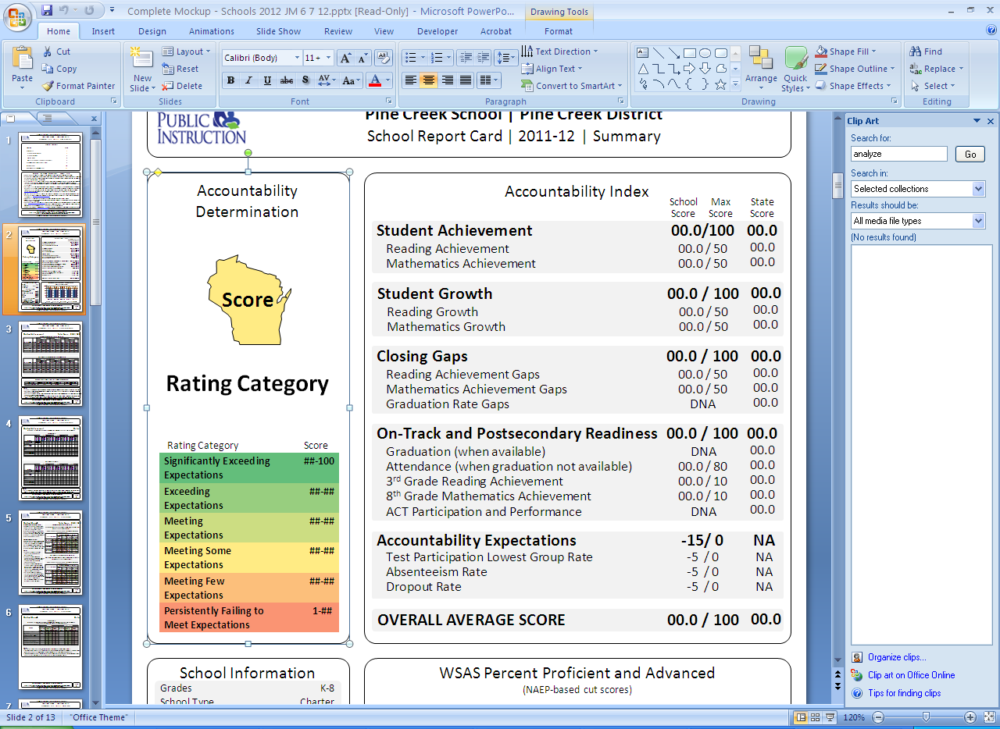 Complete Mockup - Schools 2012 JM 6 7 12.pptx [Read-Only] - Microsoft PowerPo...
Drawing Tools
Home Insert Design Animations Slide Show Review View Developer Acrobat Format
Paste
Cut
Copy
Format Painter
Clipboard
New Slide
Layout
Reset
Delete
Slides
Calibri (Body) 11+ A A Aa
B I U abc S AV Aa A
Font
Text Direction
Align Text
Convert to SmartArt
Paragraph
Arrange
Quick Styles
Shape Fill
Shape Outline
Shape Effects
Drawing
Find
Replace
Select
Editing
1
2
3
4
5
6
7
PUBLIC
INSTRUCTION
Pine Creek School | Pine Creek District
School Report Card | 2011-12 | Summary
Accountability
Determination
Score
Rating Category
Rating Category Score
Significantly Exceeding ##-100
Expectations
Exceeding ##-##
Expectations
Meeting ##-##
Expectations
Meeting Some ##-##
Expectations
Meeting Few ##-##
Expectations
Persistently Failing to 1-##
Meet Expectations
Accountability Index
School Max State
Score Score Score
Student Achievement 00.0/100 00.0
Reading Achievement 00.0 / 50 00.0
Mathematics Achievement 00.0 / 50 00.0
Student Growth 00.0 / 100 00.0
Reading Growth 00.0 / 50 00.0
Mathematics Growth 00.0 / 50 00.0
Closing Gaps 00.0 / 100 00.0
Reading Achievement Gaps 00.0 / 50 00.0
Mathematics Achievement Gaps 00.0 / 50 00.0
Graduation Rate Gaps DNA 00.0
On-Track and Postsecondary Readiness 00.0 / 100 00.0
Graduation (when available) DNA 00.0
Attendance (when graduation not available) 00.0 / 80 00.0
3rd Grade Reading Achievement 00.0 / 10 00.0
8th Grade Mathematics Achievement 00.0 / 10 00.0
ACT Participation and Performance DNA 00.0
Accountability Expectations -15/ 0 NA
Test Participation Lowest Group Rate -5 / 0 NA
Absenteeism Rate -5 / 0 NA
Dropout Rate -5 / 0 NA
OVERALL AVERAGE SCORE 00.0 / 100 00.0
School Information
Grades K-8
School Type Charter
WSAS Percent Proficient and Advanced
(NAEP-based cut scores)
Clip Art
Search for:
analyze Go
Search in:
Selected collections
Results should be:
All media file types
(No results found)
Organize clips...
Clip art on Office Online
Tips for finding clips
Slide 2 of 13 "Office Theme" 120%